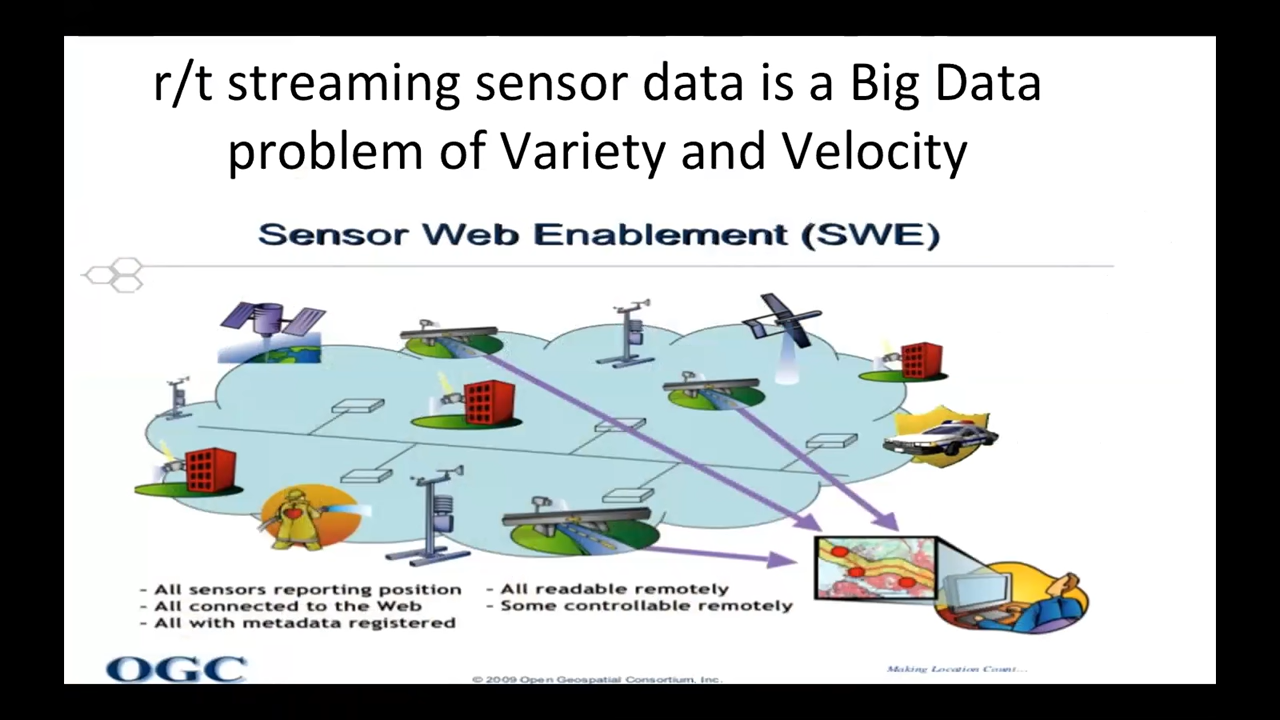 r/t streaming sensor data is a Big Data
problem of Variety and Velocity
Sensor Web Enablement (SWE)
- All sensors reporting position
- All connected to the Web
- All with metadata registered
- All readable remotely
- Some controllable remotely
OGC
© 2009 Open Geospatial Consortium, Inc.
Making Location Count...